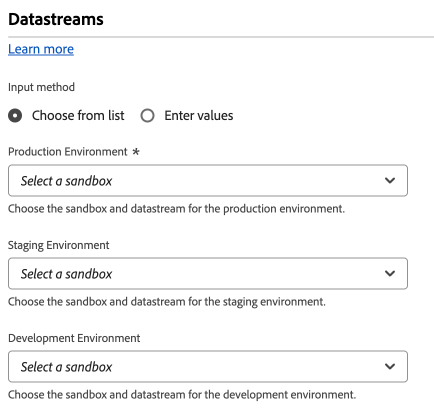 Datastreams
Learn more
Input method
Choose from list Enter values
Production Environment *
Select a sandbox
Choose the sandbox and datastream for the production environment.
Staging Environment
Select a sandbox
Choose the sandbox and datastream for the staging environment.
Development Environment
Select a sandbox
Choose the sandbox and datastream for the development environment.